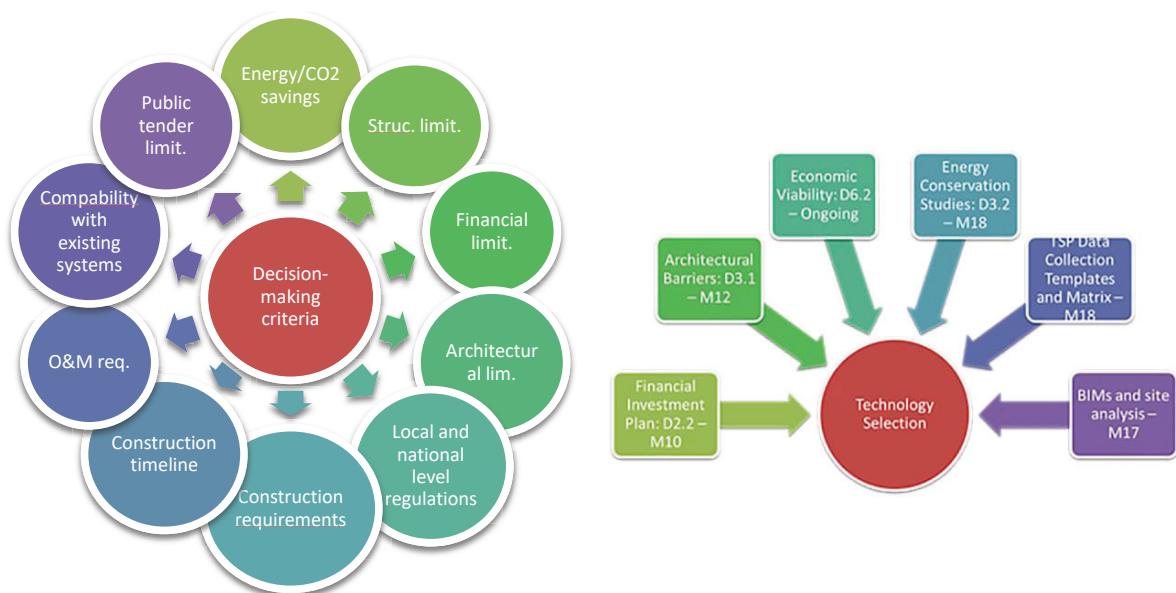 Energy/CO2
savings
Struc. limit.
Financial
limit.
Architectur
al lim.
Local and
national
level
regulations
Construction
requirements
Construction
timeline
O&M req.
Compability
with
existing
systems
Public
tender
limit.
Decision-
making
criteria
Financial
Investment
Plan: D2.2 –
M10
Architectural
Barriers: D3.1
– M12
Economic
Viability: D6.2
– Ongoing
Energy
Conservation
Studies: D3.2
– M18
TSP Data
Collection
Templates
and Matrix –
M18
BIMs and site
analysis –
M17
Technology
Selection